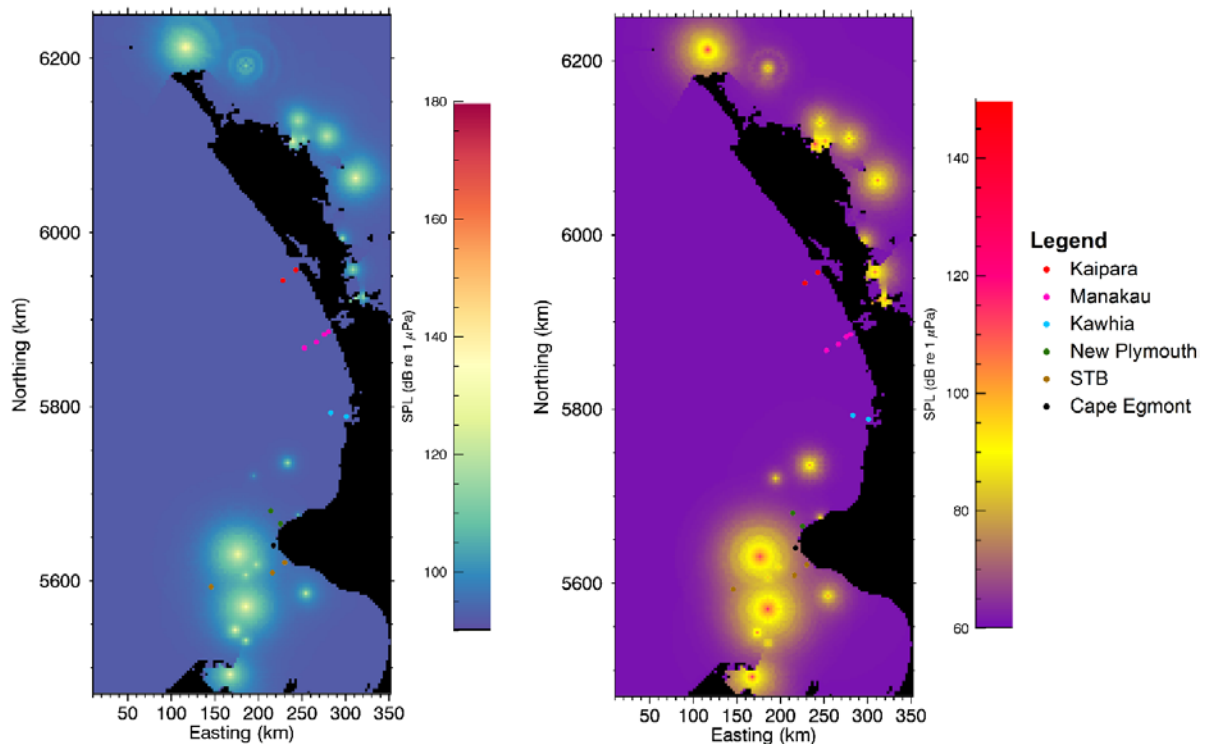 6200
6000
5800
5600
Northing (km)
50 100 150 200 250 300 350
Easting (km)
180
160
140
120
100
SPL (dB re 1 µPa)
6200
6000
5800
5600
Northing (km)
50 100 150 200 250 300 350
Easting (km)
140
120
100
80
60
SPL (dB re 1 µPa)
Legend
Kaipara
Manakau
Kawhia
New Plymouth
STB
Cape Egmont